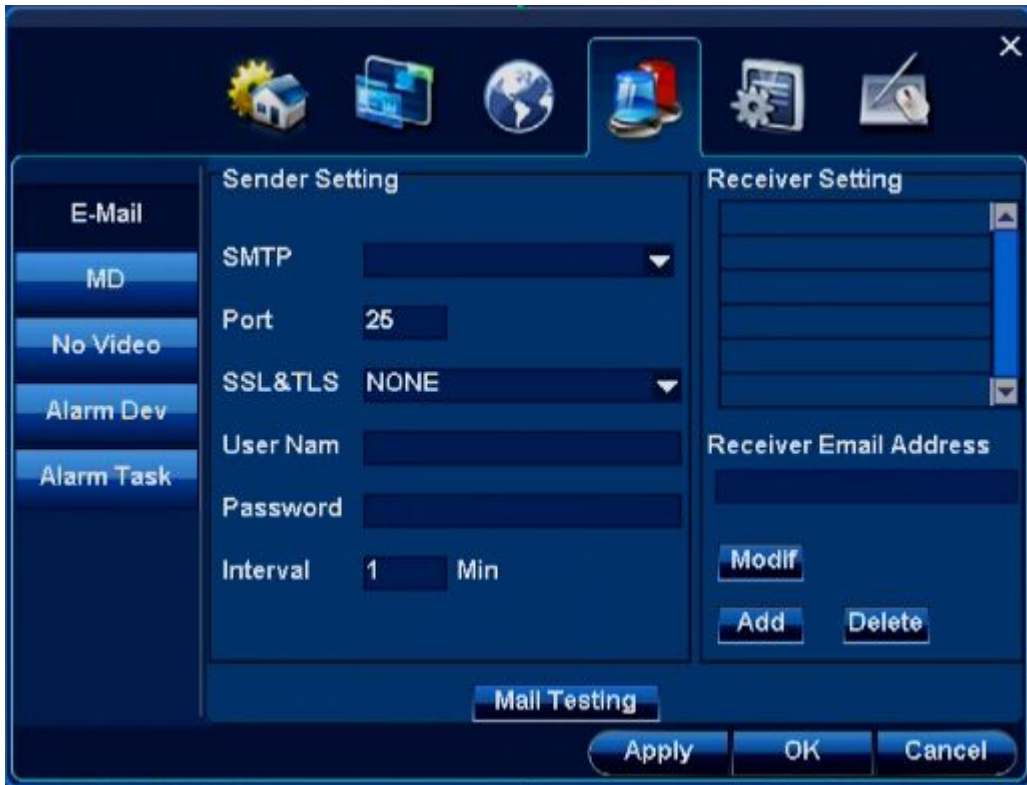 Sender Setting
Receiver Setting
E-Mail
MD
No Video
Alarm Dev
Alarm Task
SMTP
Port 25
SSL&TLS NONE
User Nam
Password
Interval 1 Min
Receiver Email Address
Modif
Add Delete
Mail Testing
Apply OK Cancel